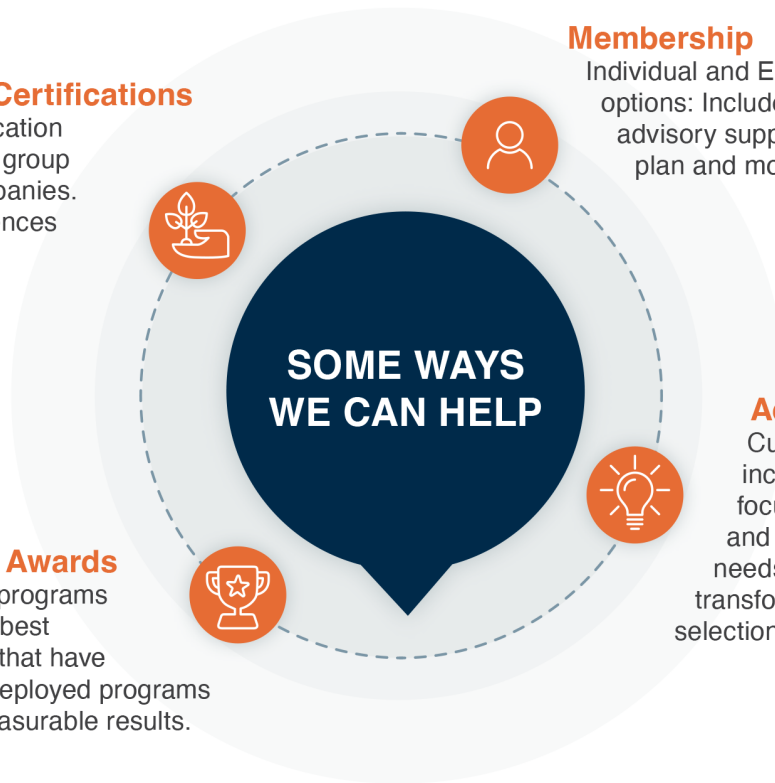 Membership
Individual and E
options: Include
advisory supp
plan and mo
Certifications
cation
group
panies.
nces
SOME WAYS
WE CAN HELP
Ad
Cu
inc
focu
and
needs
transfo
selection
Awards
programs
best
that have
eployed programs
asurable results.